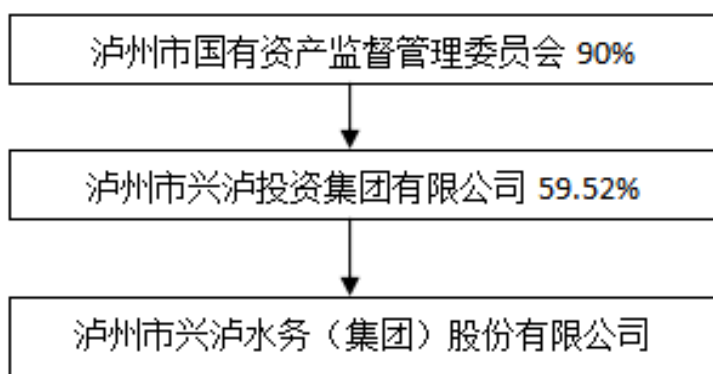 泸州市国有资产监督管理委员会 90%
泸州市兴泸投资集团有限公司 59.52%
泸州市兴泸水务（集团）股份有限公司